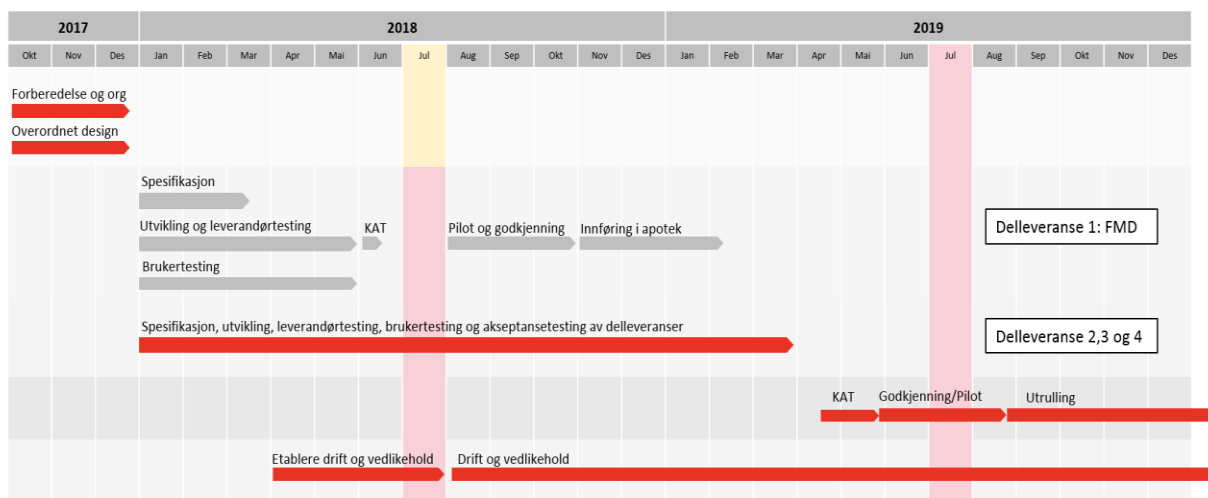 2017 2018 2019
Okt Nov Des Jan Feb Mar Apr Mai Jun Jul Aug Sep Okt Nov Des Jan Feb Mar Apr Mai Jun Jul Aug Sep Okt Nov Des
Forberedelse og org
Overordnet design
Spesifikasjon
Utvikling og leverandørtesting KAT Pilot og godkjenning Innføring i apotek Delleveranse 1: FMD
Brukertesting
Spesifikasjon, utvikling, leverandørtesting, brukertesting og akseptansetesting av delleveranser Delleveranse 2,3 og 4
KAT Godkjenning/Pilot Utrulling
Etablere drift og vedlikehold Drift og vedlikehold